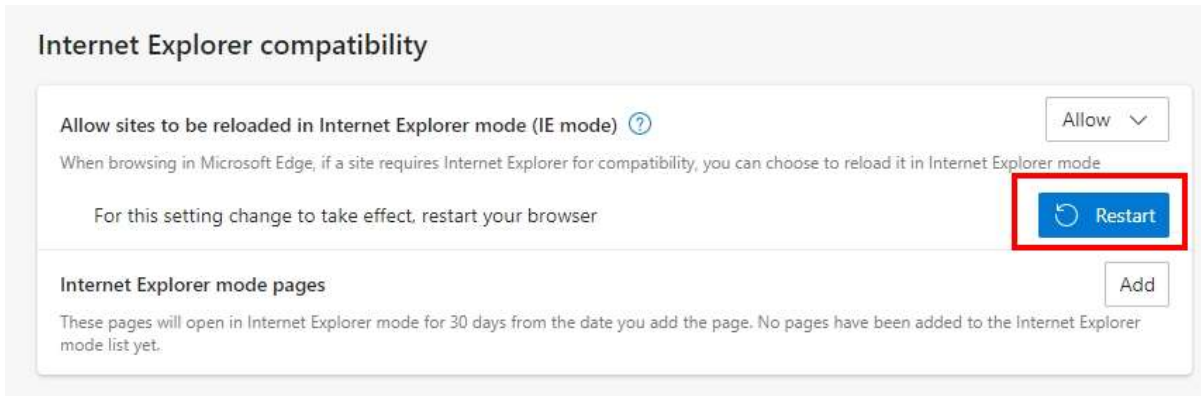 Internet Explorer compatibility
Allow sites to be reloaded in Internet Explorer mode (IE mode) ?
Allow
When browsing in Microsoft Edge, if a site requires Internet Explorer for compatibility, you can choose to reload it in Internet Explorer mode
For this setting change to take effect, restart your browser
Restart
Internet Explorer mode pages
Add
These pages will open in Internet Explorer mode for 30 days from the date you add the page. No pages have been added to the Internet Explorer
mode list yet.